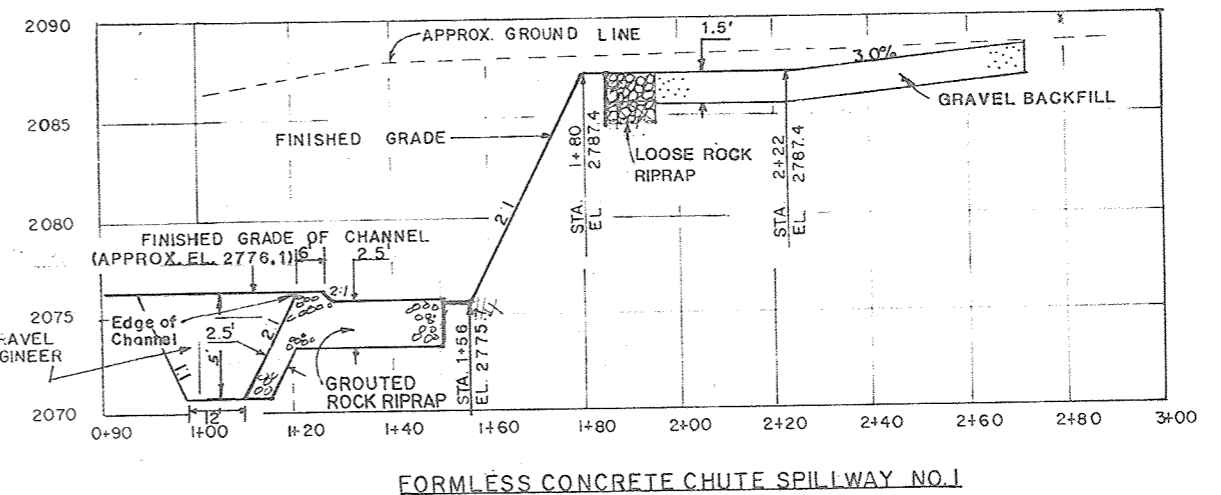 2090
APPROX. GROUND LINE
1.5'
3.0%
2085
FINISHED GRADE
STA. 1+80
EL. 2787.4
LOOSE ROCK
RIPRAP
STA. 2+22
EL. 2787.4
GRAVEL BACKFILL
2080
2:1
FINISHED GRADE OF CHANNEL
(APPROX. EL. 2776.1)
6'
2.5'
2:1
2075
Edge of
Channel
RAVEL
GINEER
2.5'
2:1
5'
1:1
GROUTED
ROCK RIPRAP
STA. 1+56
EL. 2775
2070
12'
0+90
1+00
1+20
1+40
1+60
1+80
2+00
2+20
2+40
2+60
2+80
3+00
FORMLESS CONCRETE CHUTE SPILLWAY NO.1